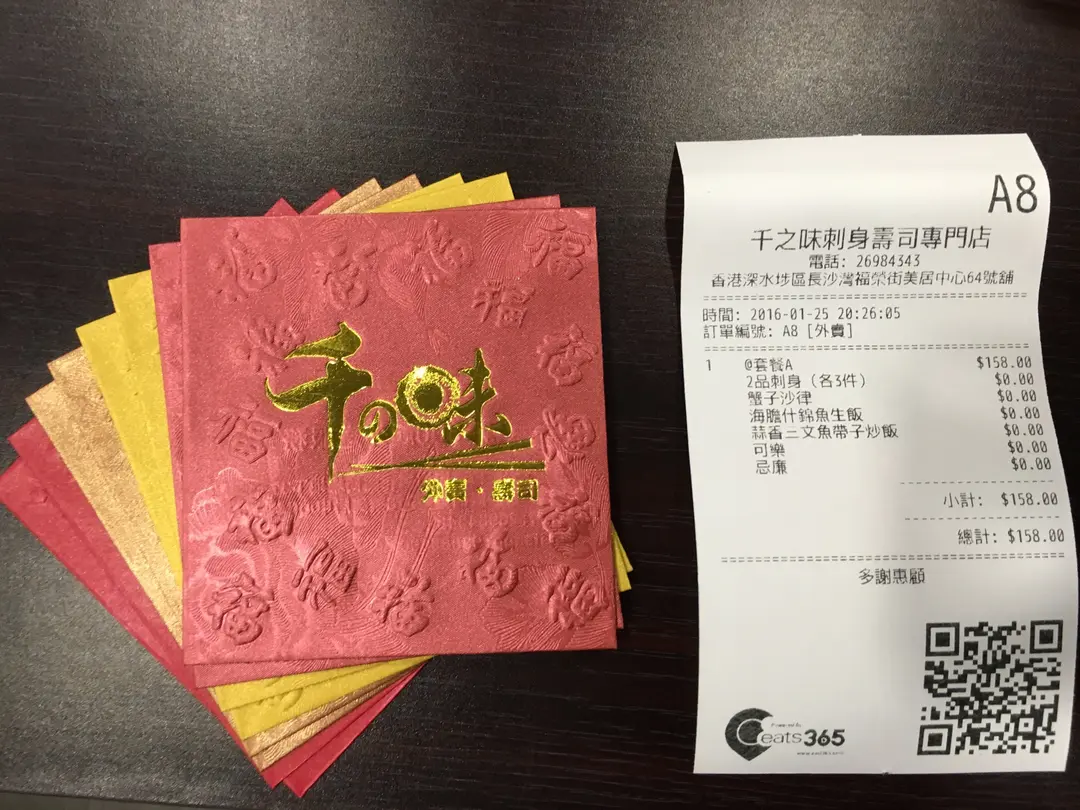 千の味
外賣・壽司
福
A8
千之味刺身壽司專門店
電話: 26984343
香港深水埗區長沙灣福榮街美居中心64號舖
時間: 2016-01-25 20:26:05
訂單編號: A8 [外賣]
1 @套餐A $158.00
2品刺身 (各3件) $0.00
蟹子沙律 $0.00
海膽什錦魚生飯 $0.00
蒜香三文魚帶子炒飯 $0.00
可樂 $0.00
忌廉 $0.00
小計: $158.00
總計: $158.00
多謝惠顧
Powered By
eats365